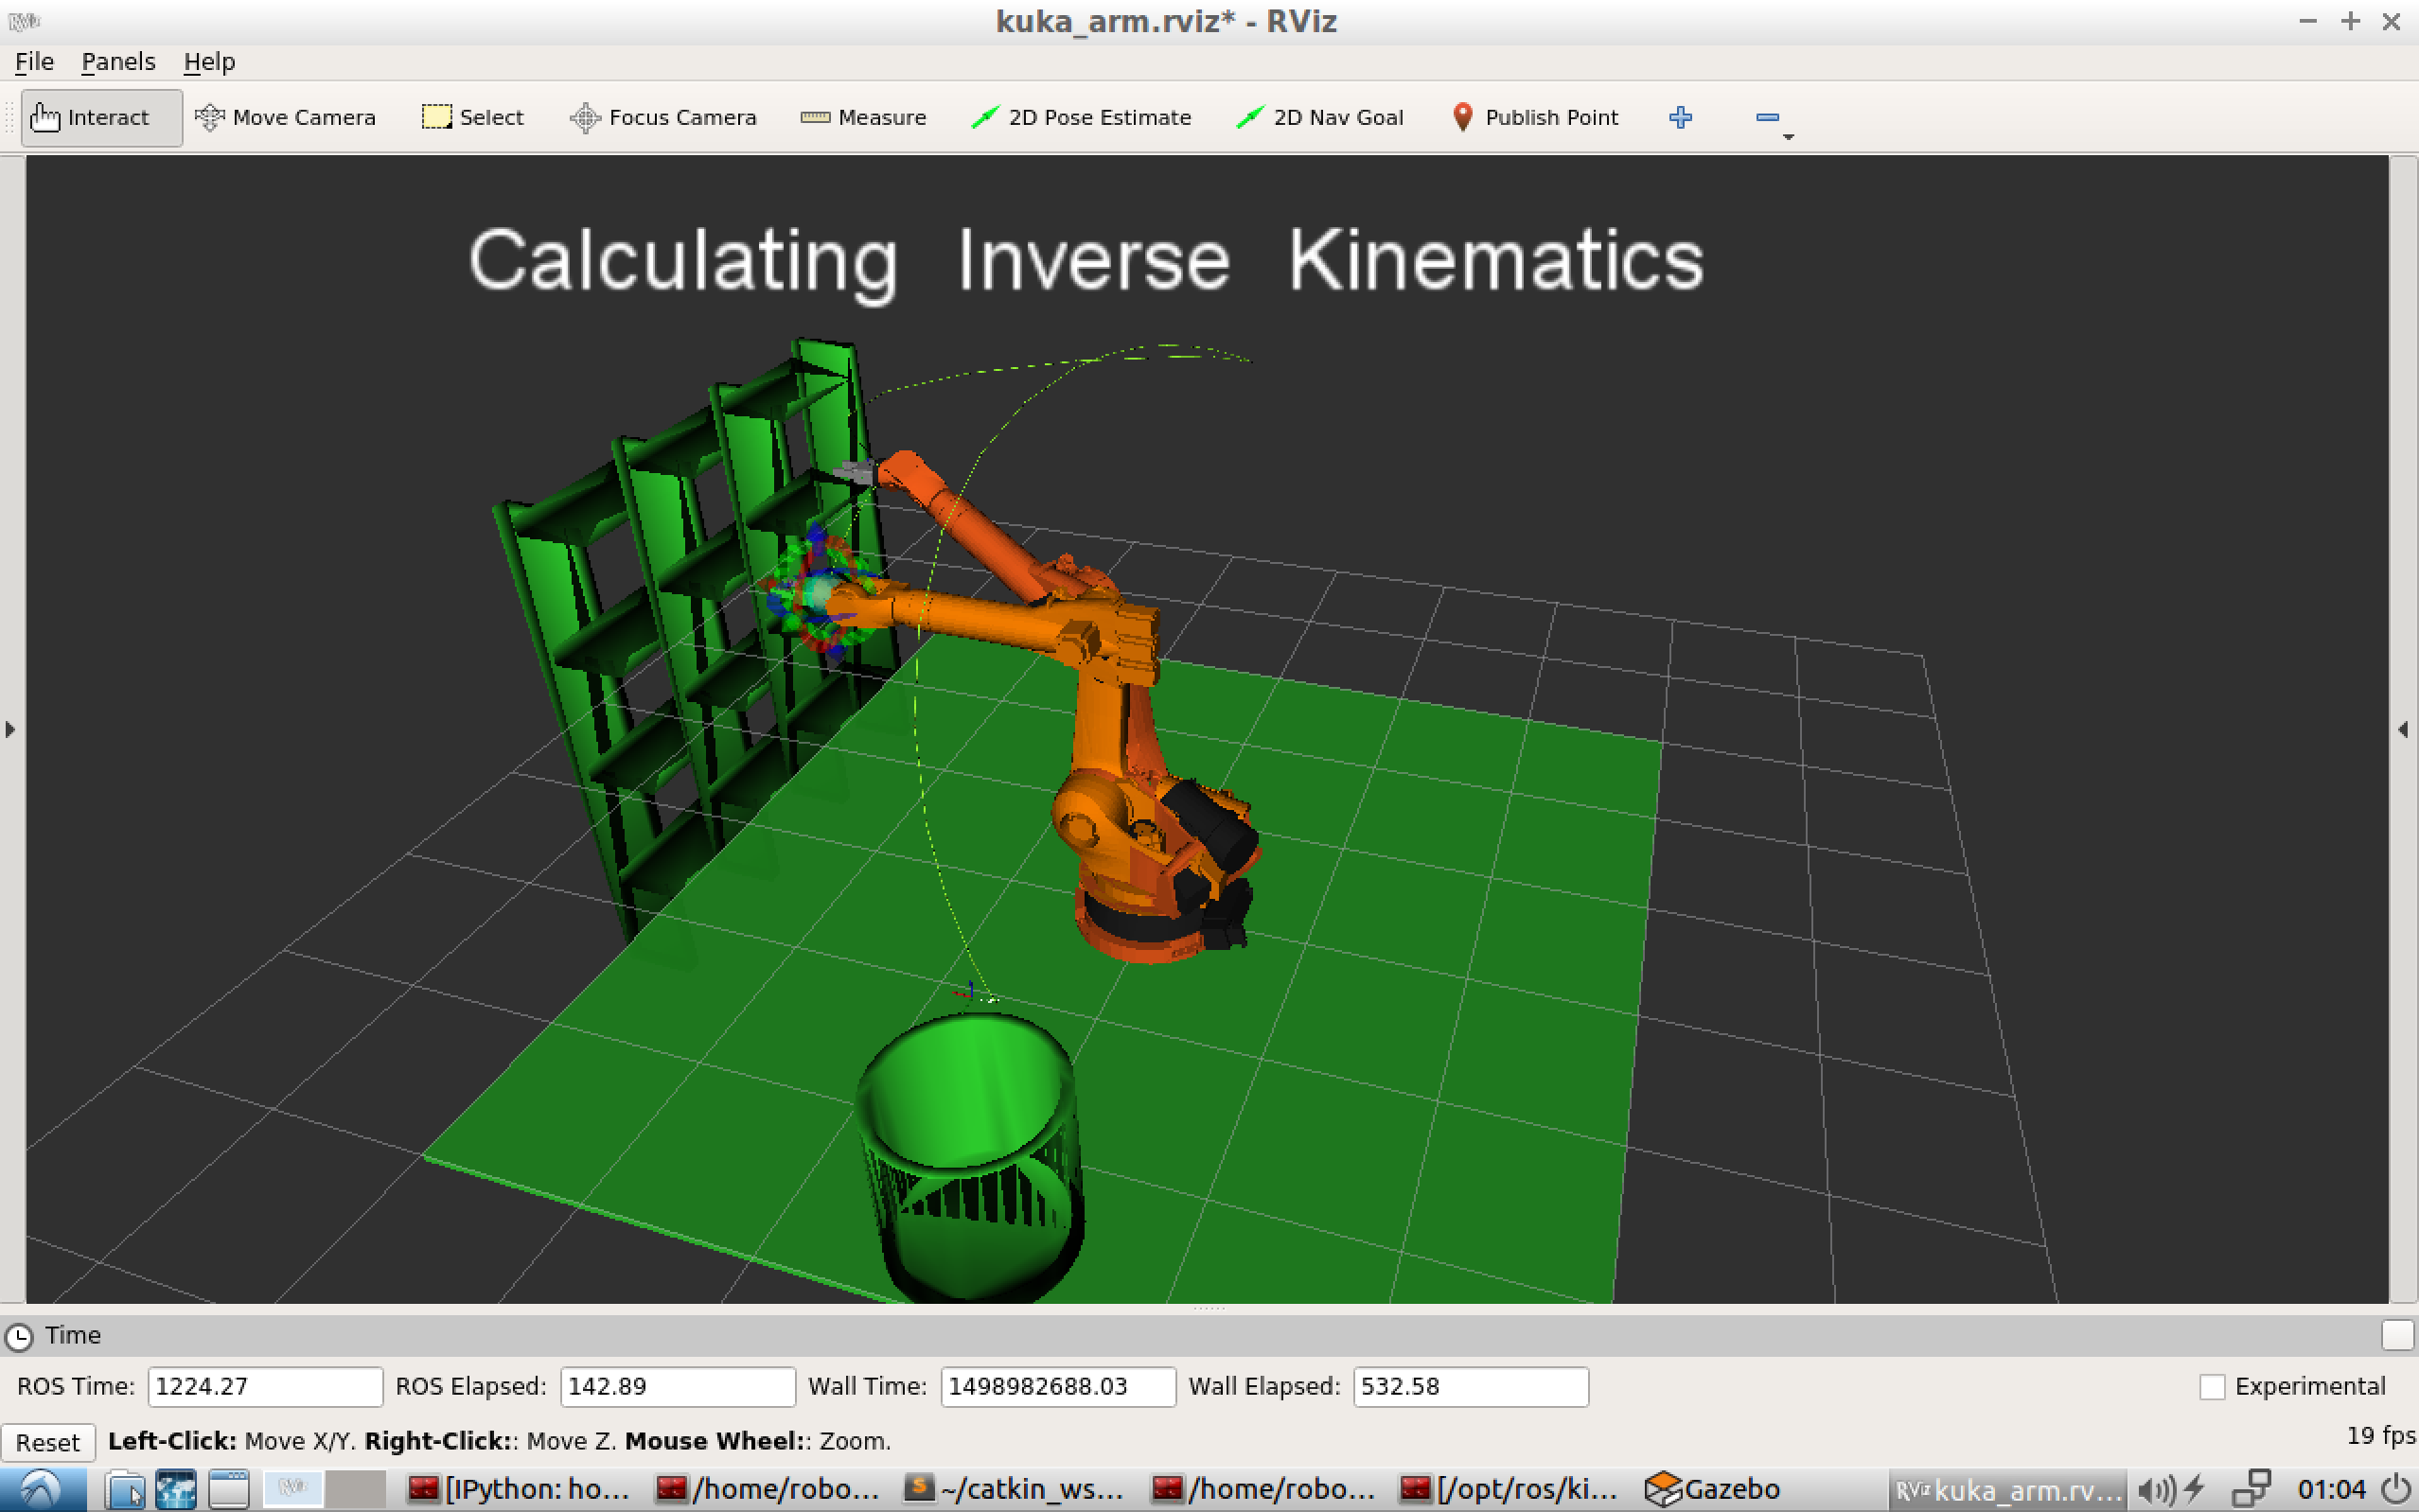 kuka_arm.rviz* - RViz
File Panels Help
Interact Move Camera Select Focus Camera Measure 2D Pose Estimate 2D Nav Goal Publish Point
Calculating Inverse Kinematics
Time
ROS Time: 1224.27 ROS Elapsed: 142.89 Wall Time: 1498982688.03 Wall Elapsed: 532.58 Experimental
Reset Left-Click: Move X/Y. Right-Click:: Move Z. Mouse Wheel:: Zoom. 19 fps
[IPython: ho... /home/robo... ~/catkin_ws... /home/robo... [/opt/ros/ki... Gazebo RViz kuka_arm.rv... 01:04